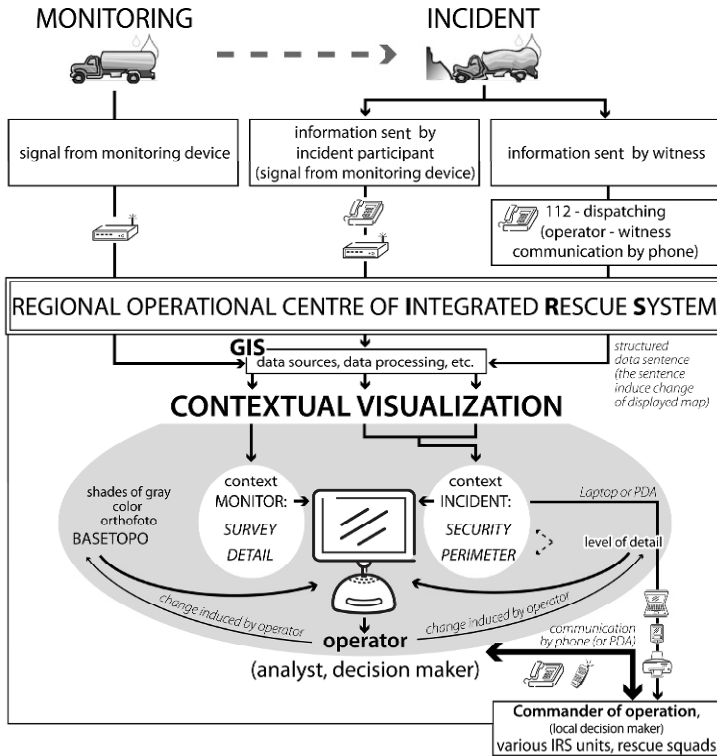 MONITORING
INCIDENT
signal from monitoring device
information sent by
incident participant
(signal from monitoring device)
information sent by witness
112 - dispatching
(operator - witness
communication by phone)
REGIONAL OPERATIONAL CENTRE OF INTEGRATED RESCUE SYSTEM
GIS
data sources, data processing, etc.
structured
data sentence
(the sentence
induce change
of displayed map)
CONTEXTUAL VISUALIZATION
shades of gray
color
orthofoto
BASETOPO
context
MONITOR:
SURVEY
DETAIL
context
INCIDENT:
SECURITY
PERIMETER
Laptop or PDA
level of detail
change induced by operator
change induced by operator
operator
(analyst, decision maker)
communication
by phone (or PDA)
Commander of operation,
(local decision maker)
various IRS units, rescue squads